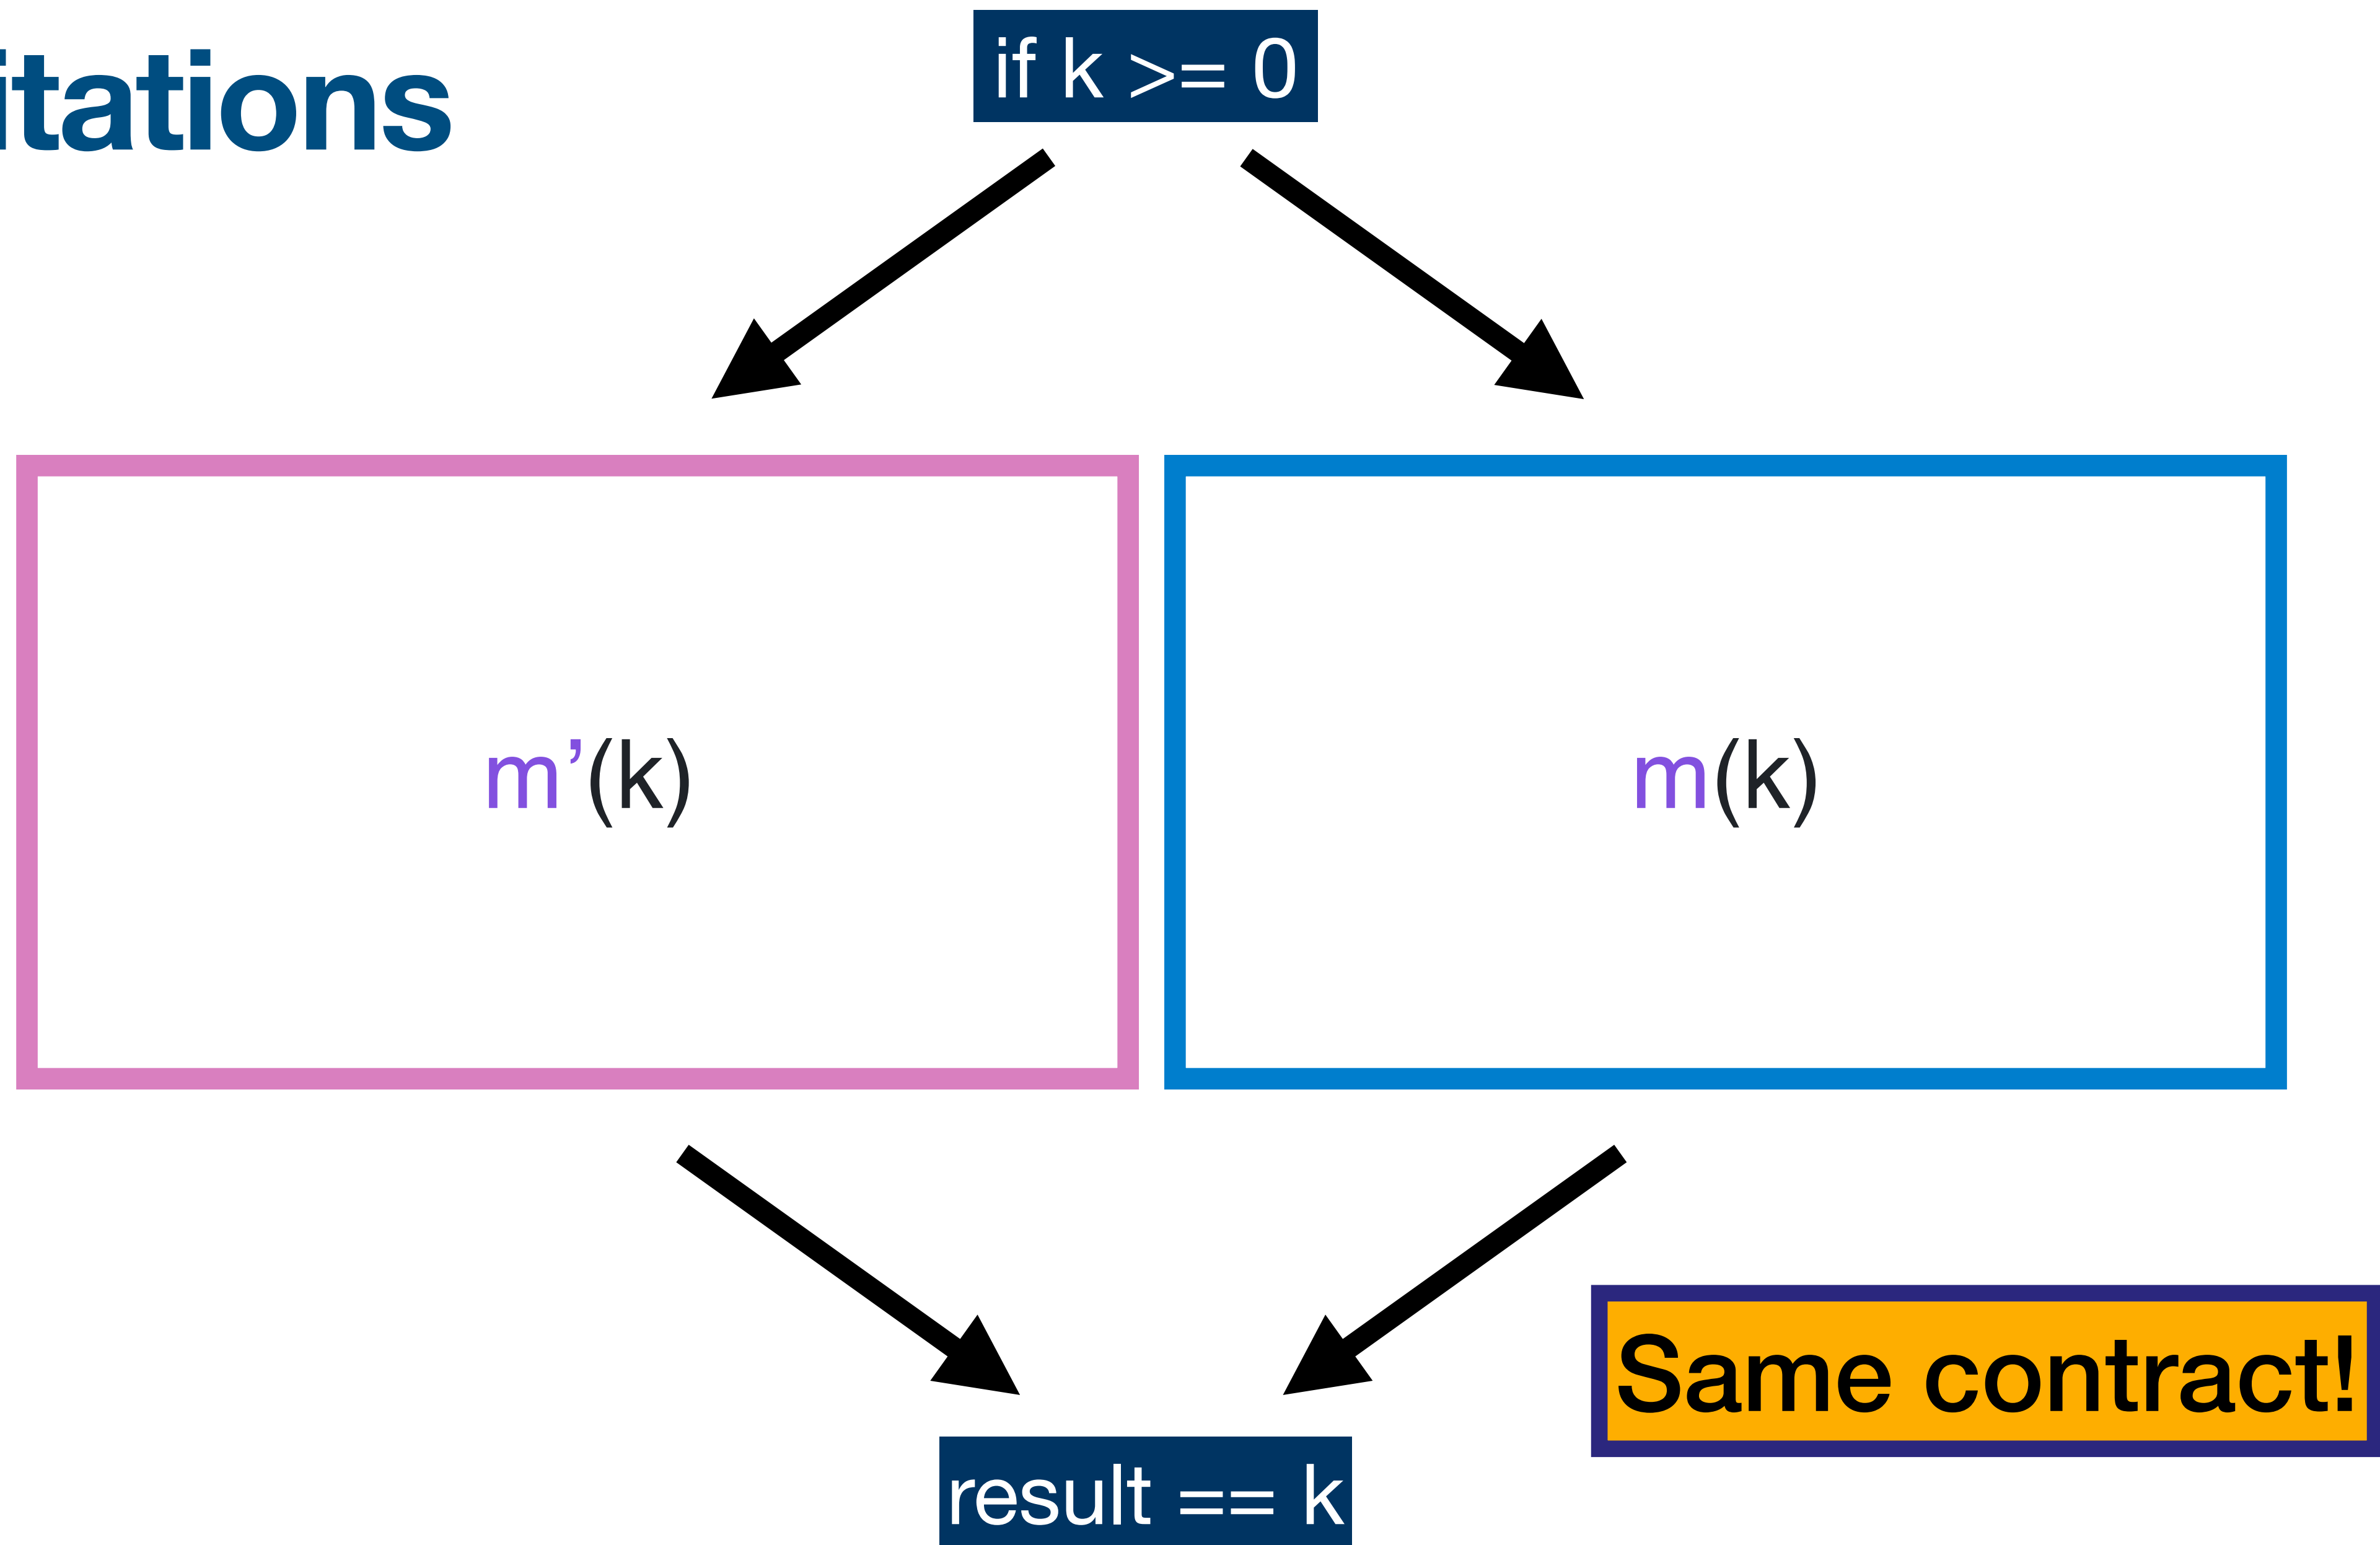 itations
if k >= 0
m’(k)
m(k)
Same contract!
result == k